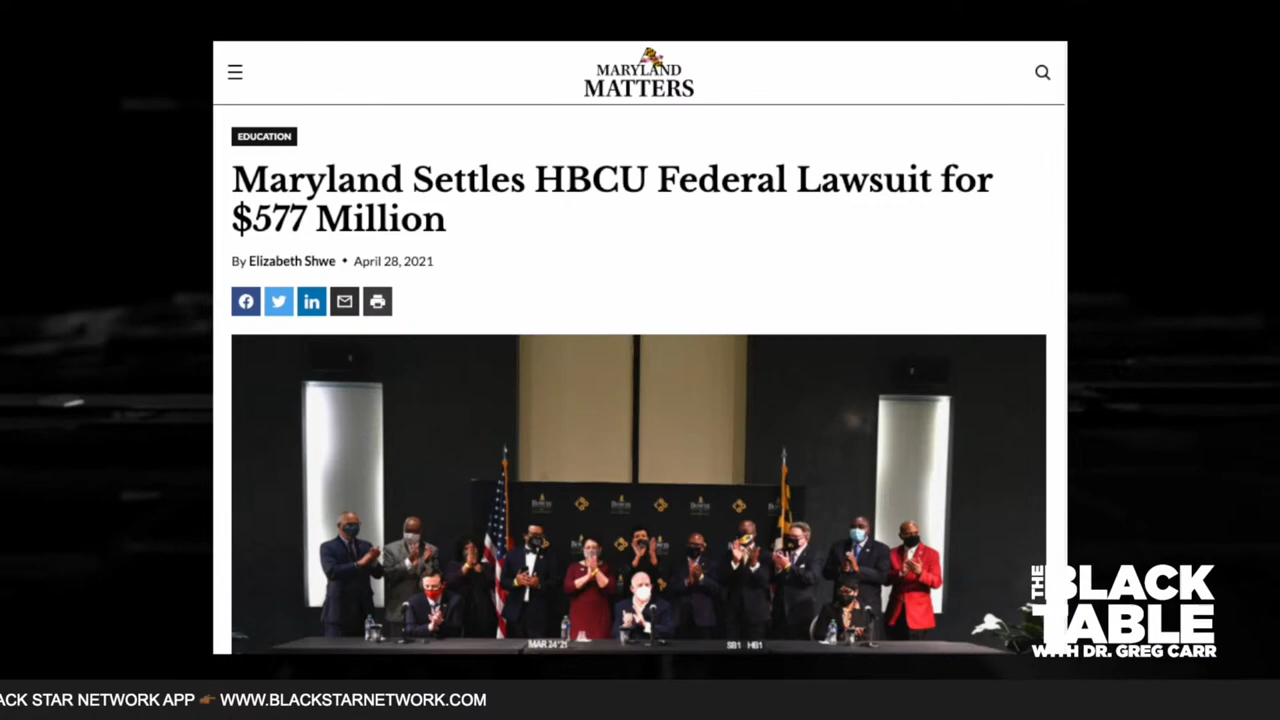 MARYLAND
MATTERS
EDUCATION
Maryland Settles HBCU Federal Lawsuit for
$577 Million
By Elizabeth Shwe • April 28, 2021
MAR 24'21
SB1 HB1
THE
BLACK
TABLE
WITH DR. GREG CARR
ACK STAR NETWORK APP 👉🏾 WWW.BLACKSTARNETWORK.COM